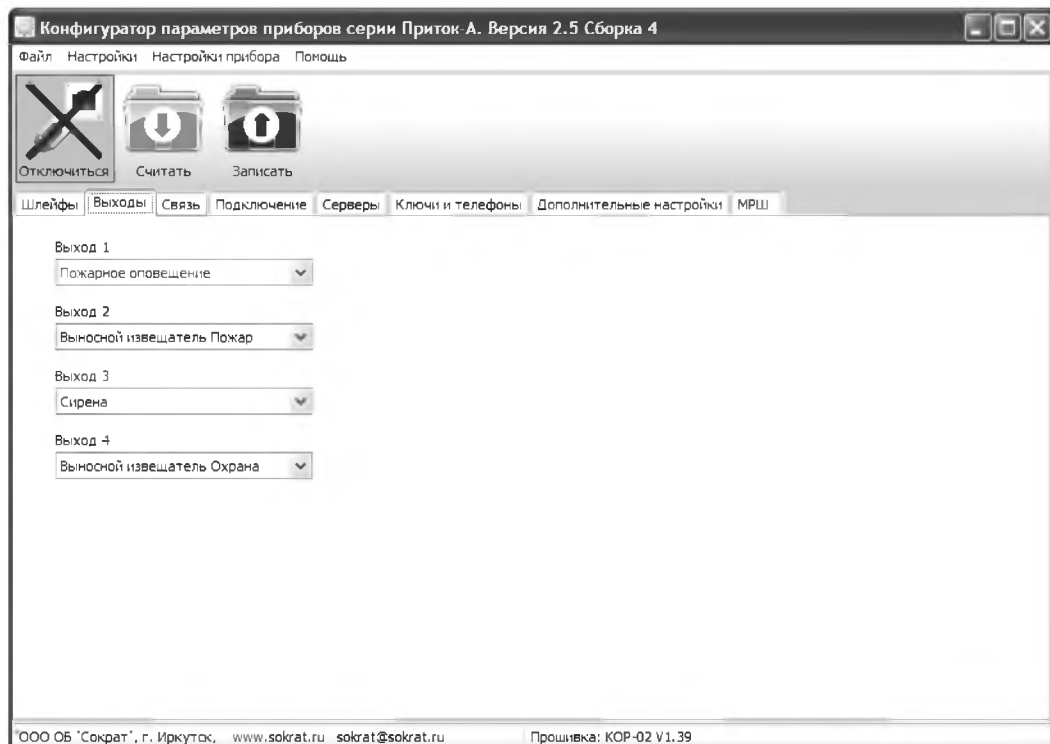 Конфигуратор параметров приборов серии Приток-А. Версия 2.5 Сборка 4
Файл Настройки Настройки прибора Помощь
Отключиться Считать Записать
Шлейфы Выходы Связь Подключение Серверы Ключи и телефоны Дополнительные настройки МРШ
Выход 1
Пожарное оповещение
Выход 2
Выносной извещатель Пожар
Выход 3
Сирена
Выход 4
Выносной извещатель Охрана
"ООО ОБ "Сократ", г. Иркутск, www.sokrat.ru sokrat@sokrat.ru Прошивка: КОР-02 V1.39